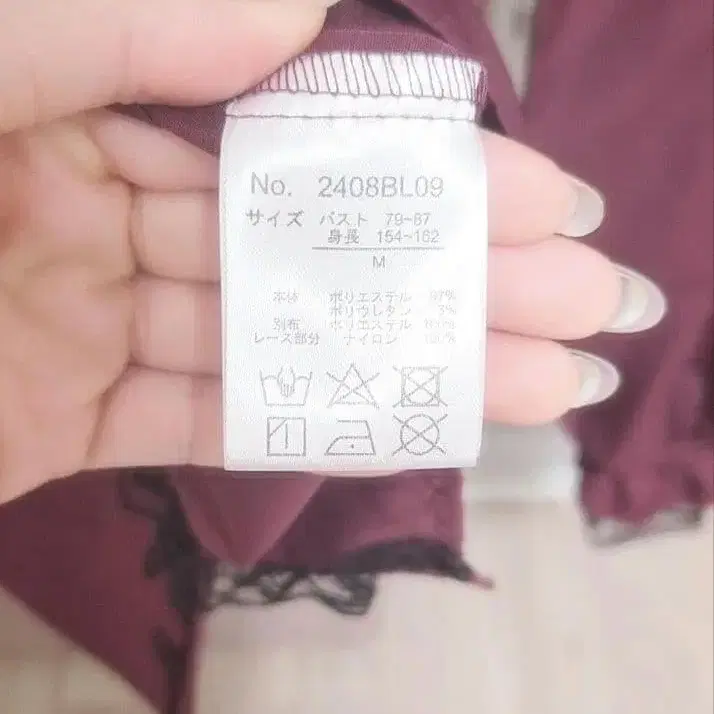 No. 2408BL09
サイズ バスト 79~87
身長 154~162
M
本体 ポリエステル 97%
ポリウレタン 3%
別布 ポリエステル 100%
レース部分 ナイロン 100%